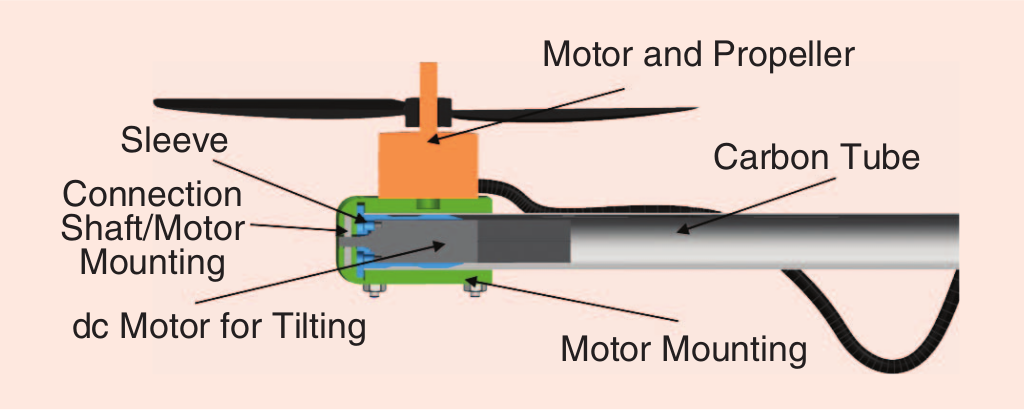 Motor and Propeller
Sleeve
Carbon Tube
Connection
Shaft/Motor
Mounting
dc Motor for Tilting
Motor Mounting